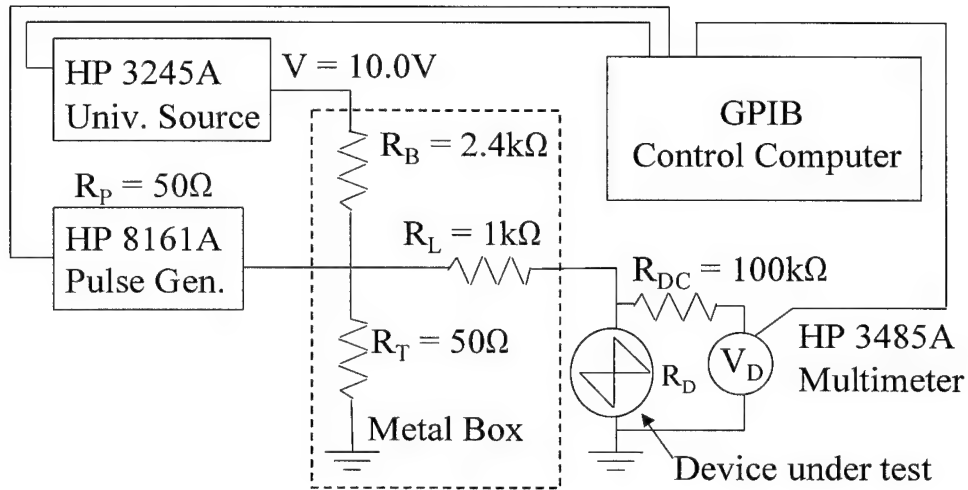 HP 3245A
Univ. Source
V = 10.0V
GPIB
Control Computer
R_B = 2.4kΩ
R_P = 50Ω
HP 8161A
Pulse Gen.
R_L = 1kΩ
R_DC = 100kΩ
R_T = 50Ω
R_D
V_D
HP 3485A
Multimeter
Metal Box
Device under test